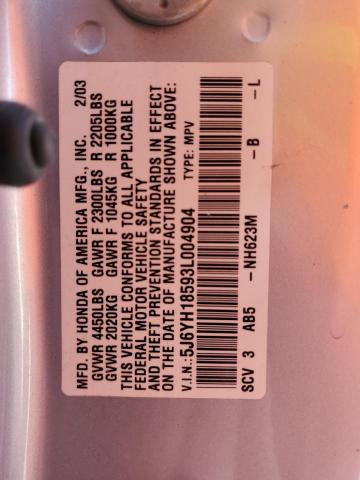 MFD. BY HONDA OF AMERICA MFG., INC. 2/03
GVWR 4450LBS GAWR F 2300LBS R 2205LBS
GVWR 2020KG GAWR F 1045KG R 1000KG
THIS VEHICLE CONFORMS TO ALL APPLICABLE
FEDERAL MOTOR VEHICLE SAFETY
AND THEFT PREVENTION STANDARDS IN EFFECT
ON THE DATE OF MANUFACTURE SHOWN ABOVE:
V.I.N.: 5J6YH18593L004904 TYPE: MPV
SCV 3 AB5 -NH623M -B -L